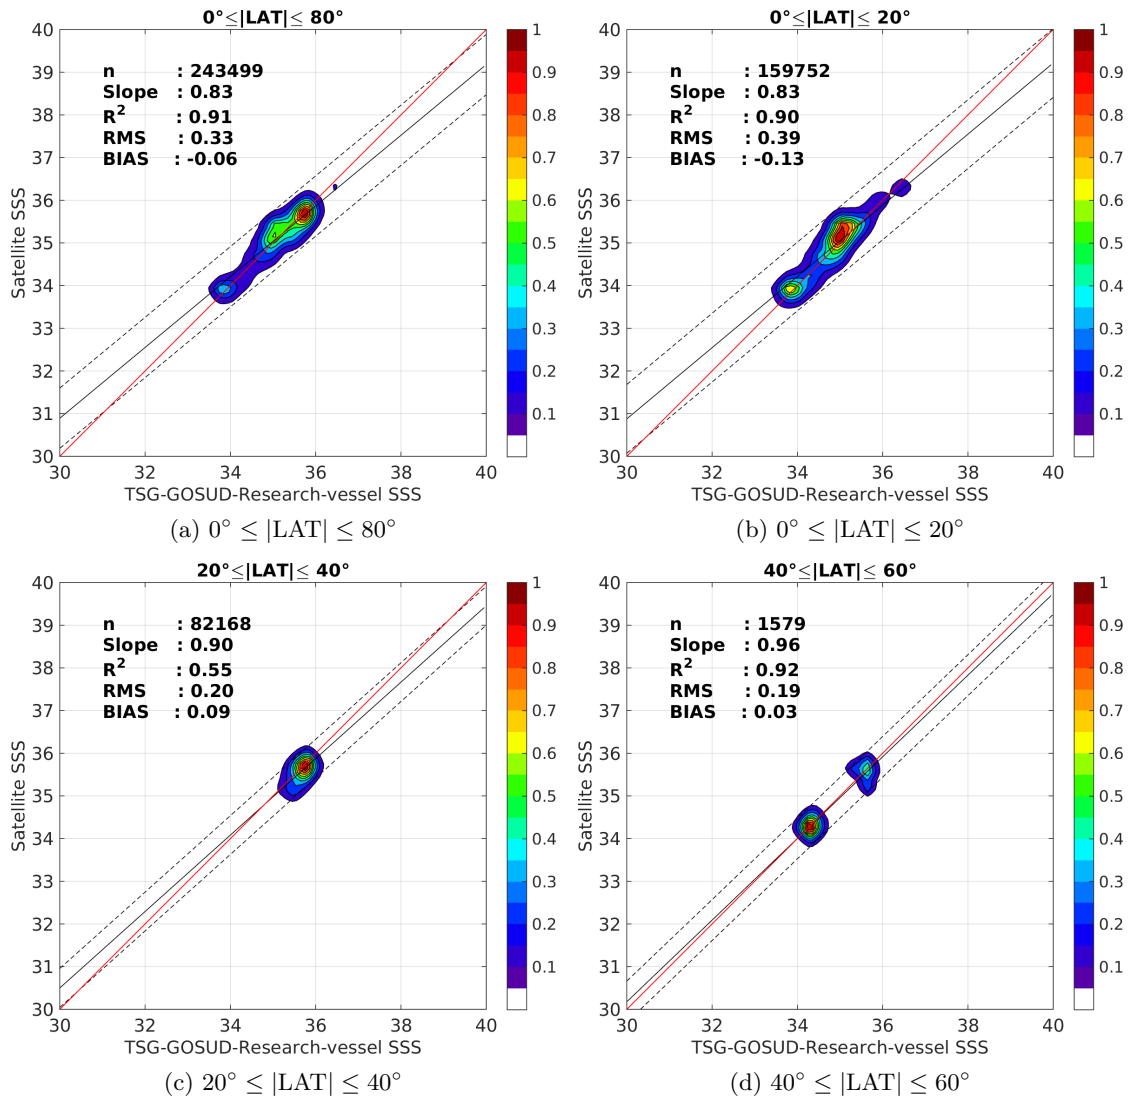 0°≤|LAT|≤ 80°
n : 243499
Slope : 0.83
R2 : 0.91
RMS : 0.33
BIAS : -0.06
40
39
38
37
36
35
34
33
32
31
30
Satellite SSS
30 32 34 36 38 40
TSG-GOSUD-Research-vessel SSS
1
0.9
0.8
0.7
0.6
0.5
0.4
0.3
0.2
0.1
(a) 0° ≤ |LAT| ≤ 80°
0°≤|LAT|≤ 20°
n : 159752
Slope : 0.83
R2 : 0.90
RMS : 0.39
BIAS : -0.13
40
39
38
37
36
35
34
33
32
31
30
Satellite SSS
30 32 34 36 38 40
TSG-GOSUD-Research-vessel SSS
1
0.9
0.8
0.7
0.6
0.5
0.4
0.3
0.2
0.1
(b) 0° ≤ |LAT| ≤ 20°
20°≤|LAT|≤ 40°
n : 82168
Slope : 0.90
R2 : 0.55
RMS : 0.20
BIAS : 0.09
40
39
38
37
36
35
34
33
32
31
30
Satellite SSS
30 32 34 36 38 40
TSG-GOSUD-Research-vessel SSS
1
0.9
0.8
0.7
0.6
0.5
0.4
0.3
0.2
0.1
(c) 20° ≤ |LAT| ≤ 40°
40°≤|LAT|≤ 60°
n : 1579
Slope : 0.96
R2 : 0.92
RMS : 0.19
BIAS : 0.03
40
39
38
37
36
35
34
33
32
31
30
Satellite SSS
30 32 34 36 38 40
TSG-GOSUD-Research-vessel SSS
1
0.9
0.8
0.7
0.6
0.5
0.4
0.3
0.2
0.1
(d) 40° ≤ |LAT| ≤ 60°